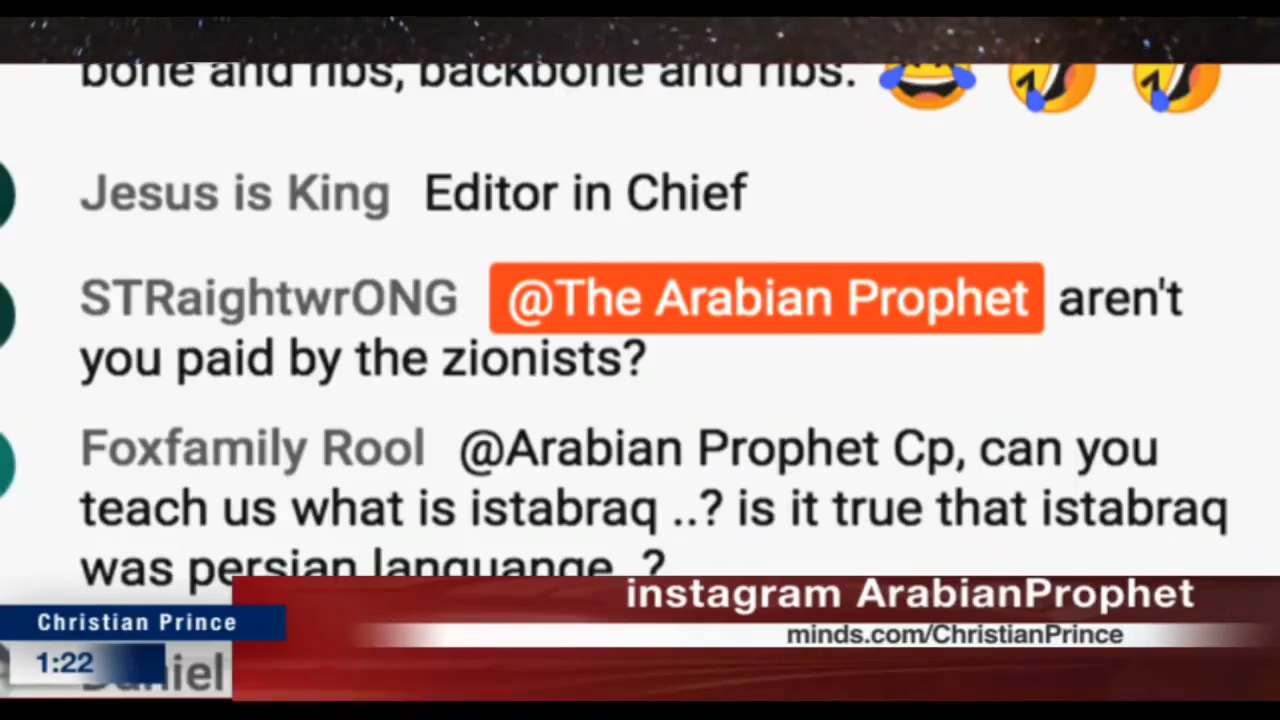 bone and ribs, backbone and ribs. 😂 🤣 🤣
Jesus is King Editor in Chief
STRaightwrONG @The Arabian Prophet aren't
you paid by the zionists?
Foxfamily Rool @Arabian Prophet Cp, can you
teach us what is istabraq ..? is it true that istabraq
was persian languange ..?
instagram ArabianProphet
Christian Prince
minds.com/ChristianPrince
1:22
Daniel